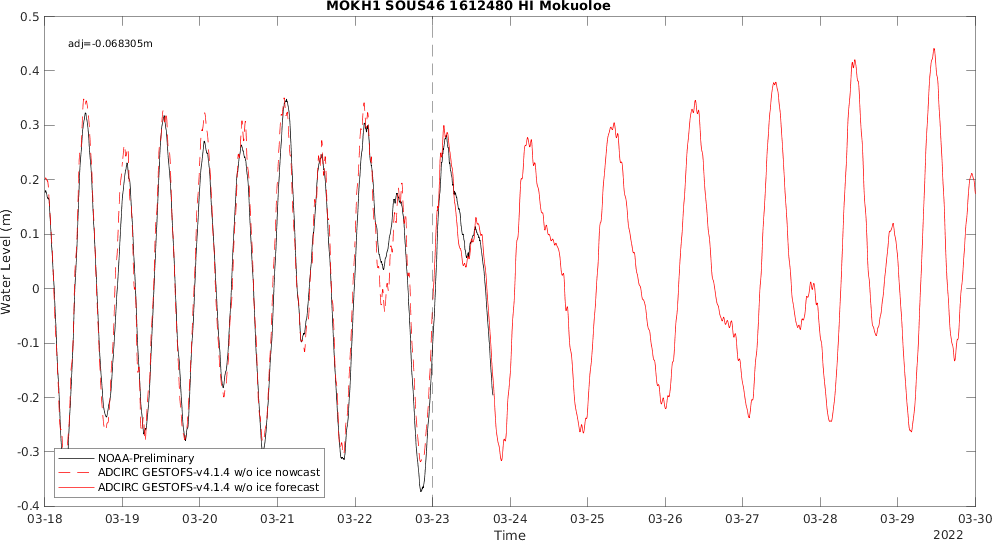 MOKH1 SOUS46 1612480 HI Mokuoloe
adj=-0.068305m
0.5
0.4
0.3
0.2
0.1
0
-0.1
-0.2
-0.3
-0.4
Water Level (m)
NOAA-Preliminary
ADCIRC GESTOFS-v4.1.4 w/o ice nowcast
ADCIRC GESTOFS-v4.1.4 w/o ice forecast
03-18 03-19 03-20 03-21 03-22 03-23 03-24 03-25 03-26 03-27 03-28 03-29 03-30
Time
2022